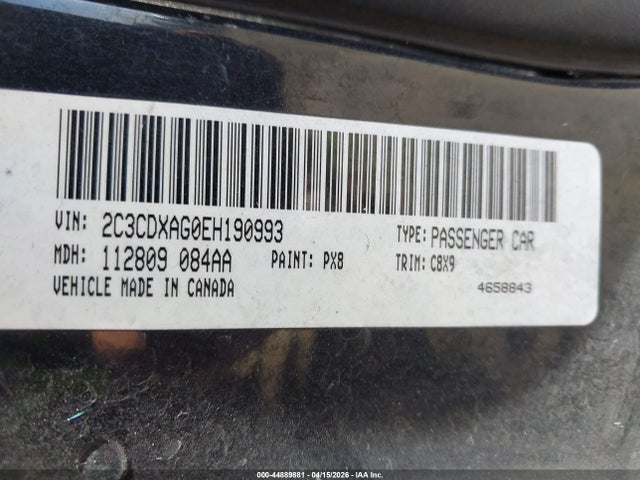 VIN: 2C3CDXAG0EH190993 TYPE: PASSENGER CAR
MDH: 112809 084AA PAINT: PX8 TRIM: C8X9
VEHICLE MADE IN CANADA 4658843
000-44889881 - 04/15/2026 - IAA Inc.